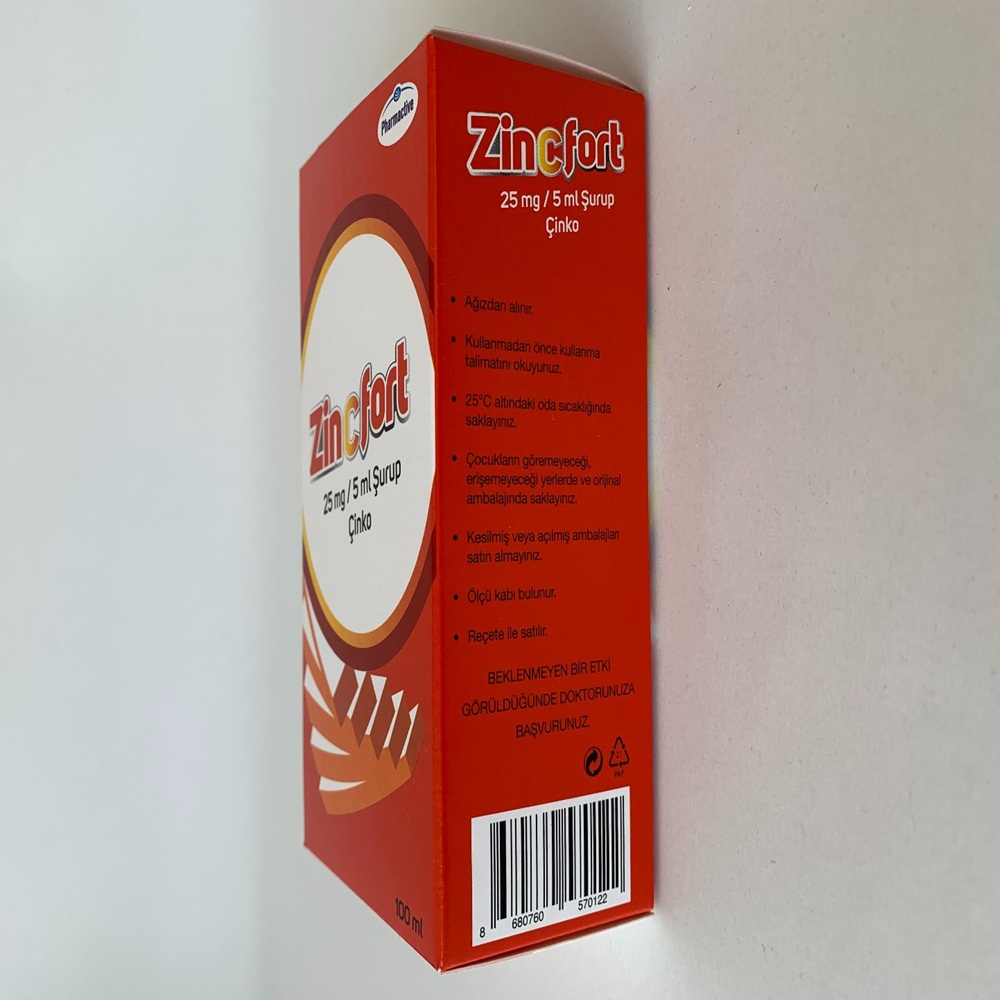 Pharmactive
Zincfort
25 mg / 5 ml Şurup
Çinko
100 ml
Zincfort
25 mg / 5 ml Şurup
Çinko
• Ağızdan alınır.
• Kullanmadan önce kullanma
talimatını okuyunuz.
• 25°C altındaki oda sıcaklığında
saklayınız.
• Çocukların göremeyeceği,
erişemeyeceği yerlerde ve orijinal
ambalajında saklayınız.
• Kesilmiş veya açılmış ambalajları
satın almayınız.
• Ölçü kabı bulunur.
• Reçete ile satılır.
BEKLENMEYEN BİR ETKİ
GÖRÜLDÜĞÜNDE DOKTORUNUZA
BAŞVURUNUZ.
21
PAP
8 680760 570122